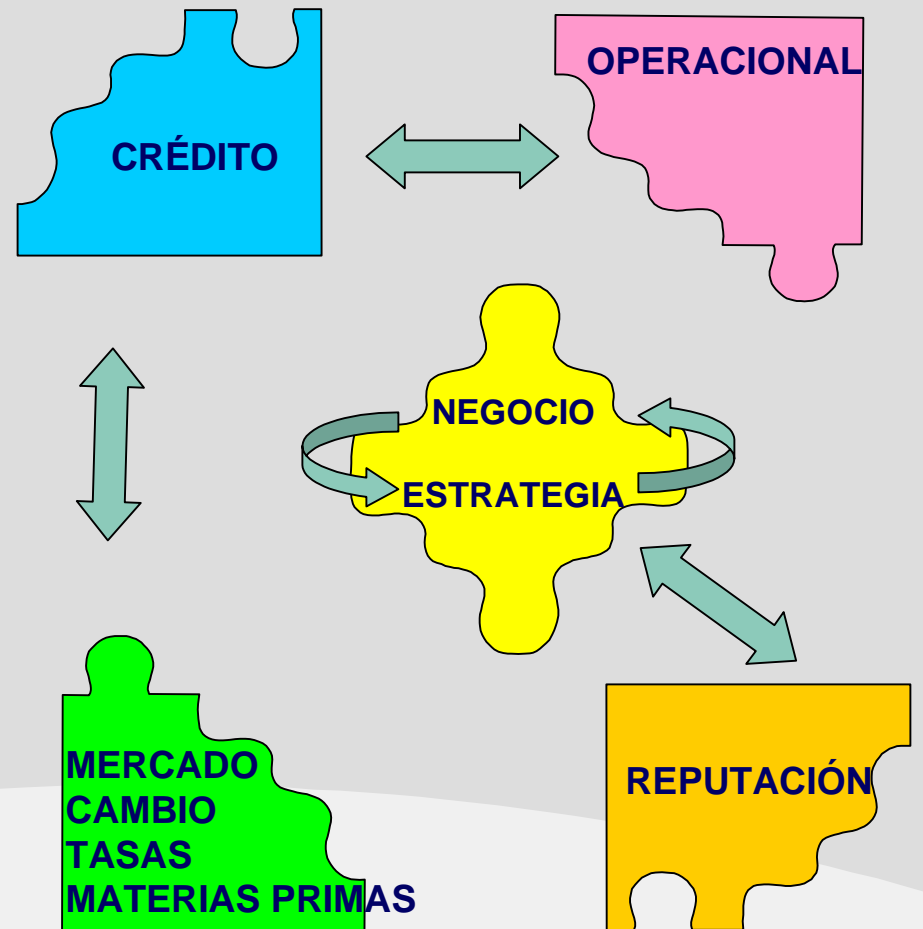 CRÉDITO
OPERACIONAL
NEGOCIO
ESTRATEGIA
MERCADO
CAMBIO
TASAS
MATERIAS PRIMAS
REPUTACIÓN